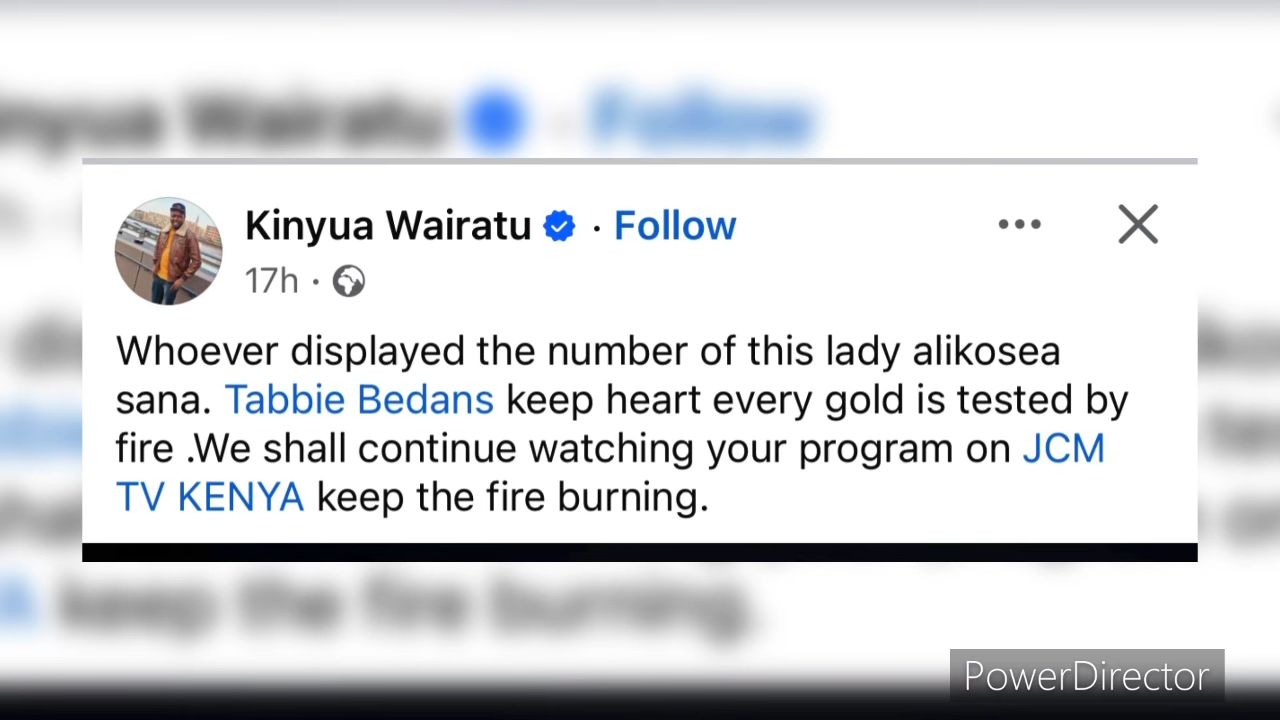 Kinyua Wairatu · Follow
17h ·
Whoever displayed the number of this lady alikosea
sana. Tabbie Bedans keep heart every gold is tested by
fire .We shall continue watching your program on JCM
TV KENYA keep the fire burning.
PowerDirector